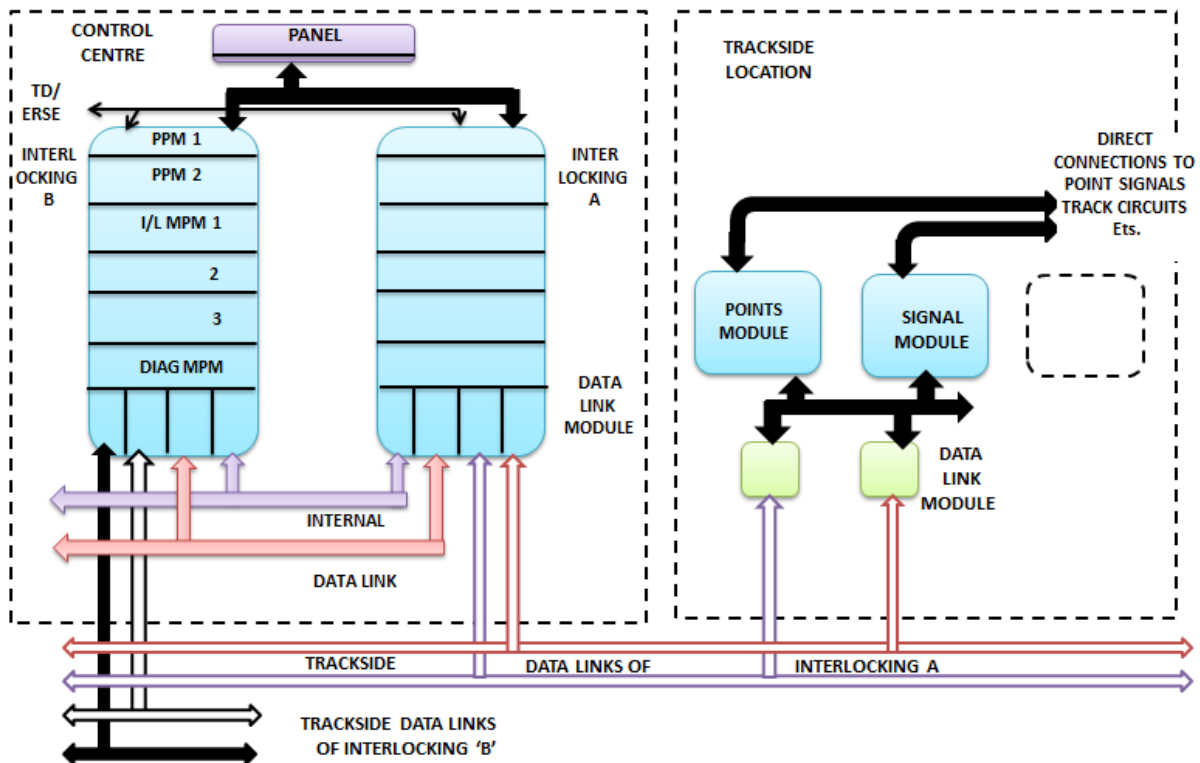 CONTROL
CENTRE
PANEL
TD/
ERSE
INTERL
OCKING
B
PPM 1
PPM 2
I/L MPM 1
2
3
DIAG MPM
INTER
LOCKING
A
DATA
LINK
MODULE
INTERNAL
DATA LINK
TRACKSIDE
LOCATION
DIRECT
CONNECTIONS TO
POINT SIGNALS
TRACK CIRCUITS
Ets.
POINTS
MODULE
SIGNAL
MODULE
DATA
LINK
MODULE
TRACKSIDE DATA LINKS OF INTERLOCKING A
TRACKSIDE DATA LINKS
OF INTERLOCKING ‘B’